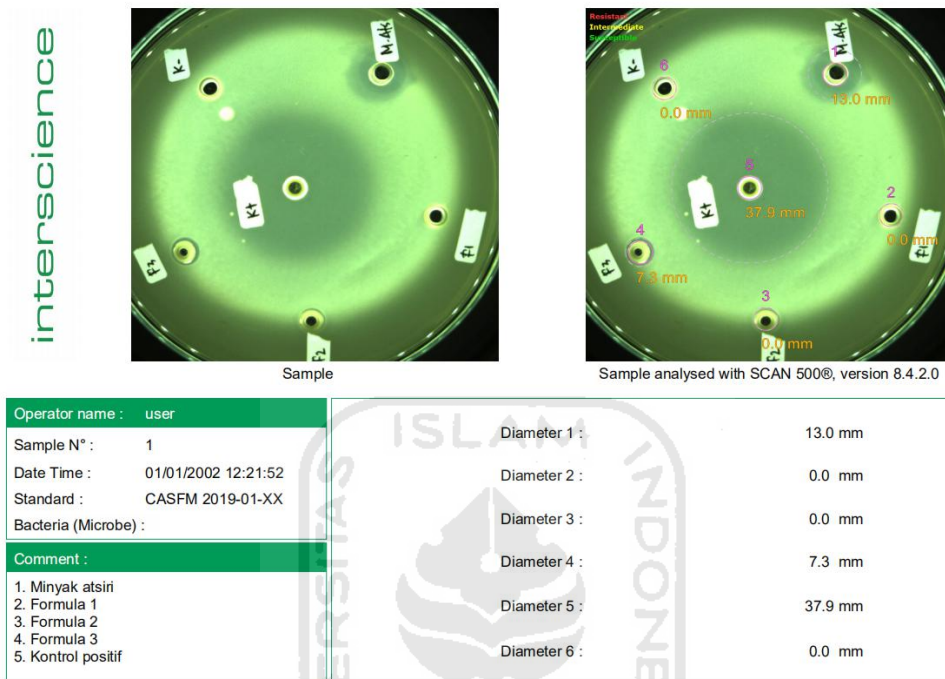 interscience
K-
M.AK
K+
F1
F2
F3
Sample
Resistant
Intermediate
Susceptible
K-
M.AK
6
0.0 mm
1
13.0 mm
5
37.9 mm
K+
2
0.0 mm
F1
4
7.3 mm
F3
3
0.0 mm
F2
Sample analysed with SCAN 500®, version 8.4.2.0
Operator name : user
Sample N° : 1
Date Time : 01/01/2002 12:21:52
Standard : CASFM 2019-01-XX
Bacteria (Microbe) :
Comment :
1. Minyak atsiri
2. Formula 1
3. Formula 2
4. Formula 3
5. Kontrol positif
Diameter 1 : 13.0 mm
Diameter 2 : 0.0 mm
Diameter 3 : 0.0 mm
Diameter 4 : 7.3 mm
Diameter 5 : 37.9 mm
Diameter 6 : 0.0 mm
ISLAM